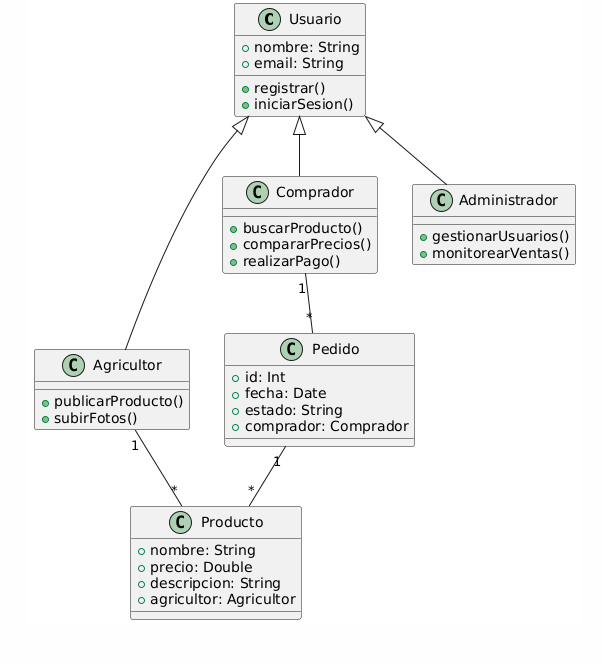 C Usuario
nombre: String
email: String
registrar()
iniciarSesion()
C Comprador
buscarProducto()
compararPrecios()
realizarPago()
C Administrador
gestionarUsuarios()
monitorearVentas()
1
*
C Agricultor
publicarProducto()
subirFotos()
C Pedido
id: Int
fecha: Date
estado: String
comprador: Comprador
1
*
1
*
C Producto
nombre: String
precio: Double
descripcion: String
agricultor: Agricultor